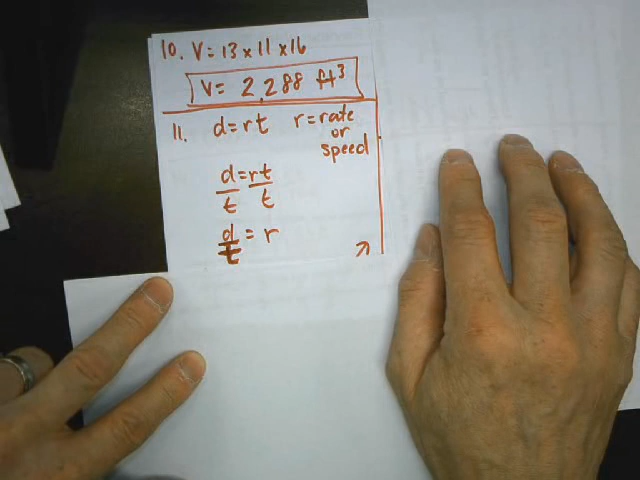 10. V = 13 x 11 x 16
V = 2,288 ft³
11. d = rt r = rate
or
speed
d = rt
t t
d = r
t